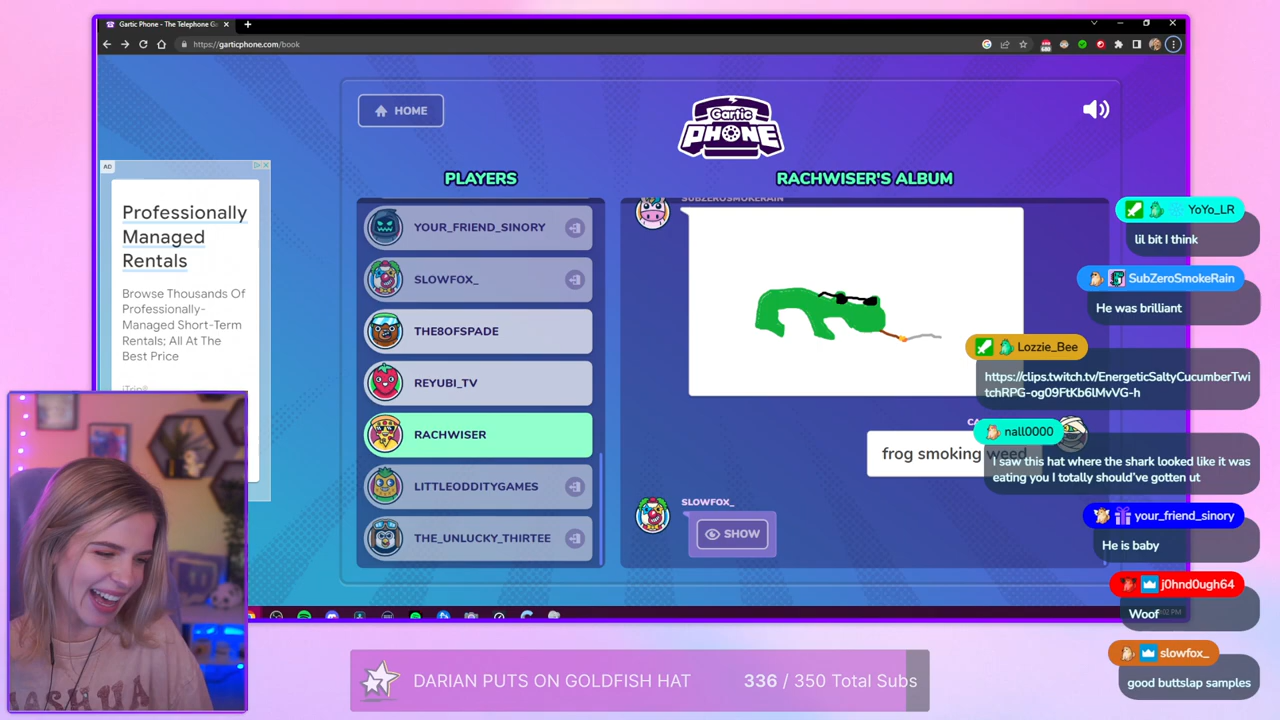 Gartic Phone - The Telephone Ga
https://garticphone.com/book
HOME
Gartic
PHONE
PLAYERS
RACHWISER'S ALBUM
AD
Professionally
Managed
Rentals
Browse Thousands Of
Professionally-
Managed Short-Term
Rentals; All At The
Best Price
YOUR_FRIEND_SINORY
SLOWFOX_
THE8OFSPADE
REYUBI_TV
RACHWISER
LITTLEODDITYGAMES
THE_UNLUCKY_THIRTEE
SUBZEROSMOKERAIN
frog smoking weed
SLOWFOX_
SHOW
YoYo_LR
lil bit I think
SubZeroSmokeRain
He was brilliant
Lozzie_Bee
https://clips.twitch.tv/EnergeticSaltyCucumberTwi
tchRPG-og09FtKb6lMvVG-h
nall0000
I saw this hat where the shark looked like it was
eating you I totally should've gotten ut
your_friend_sinory
He is baby
j0hnd0ugh64
Woof
slowfox_
good buttslap samples
DARIAN PUTS ON GOLDFISH HAT
336 / 350 Total Subs